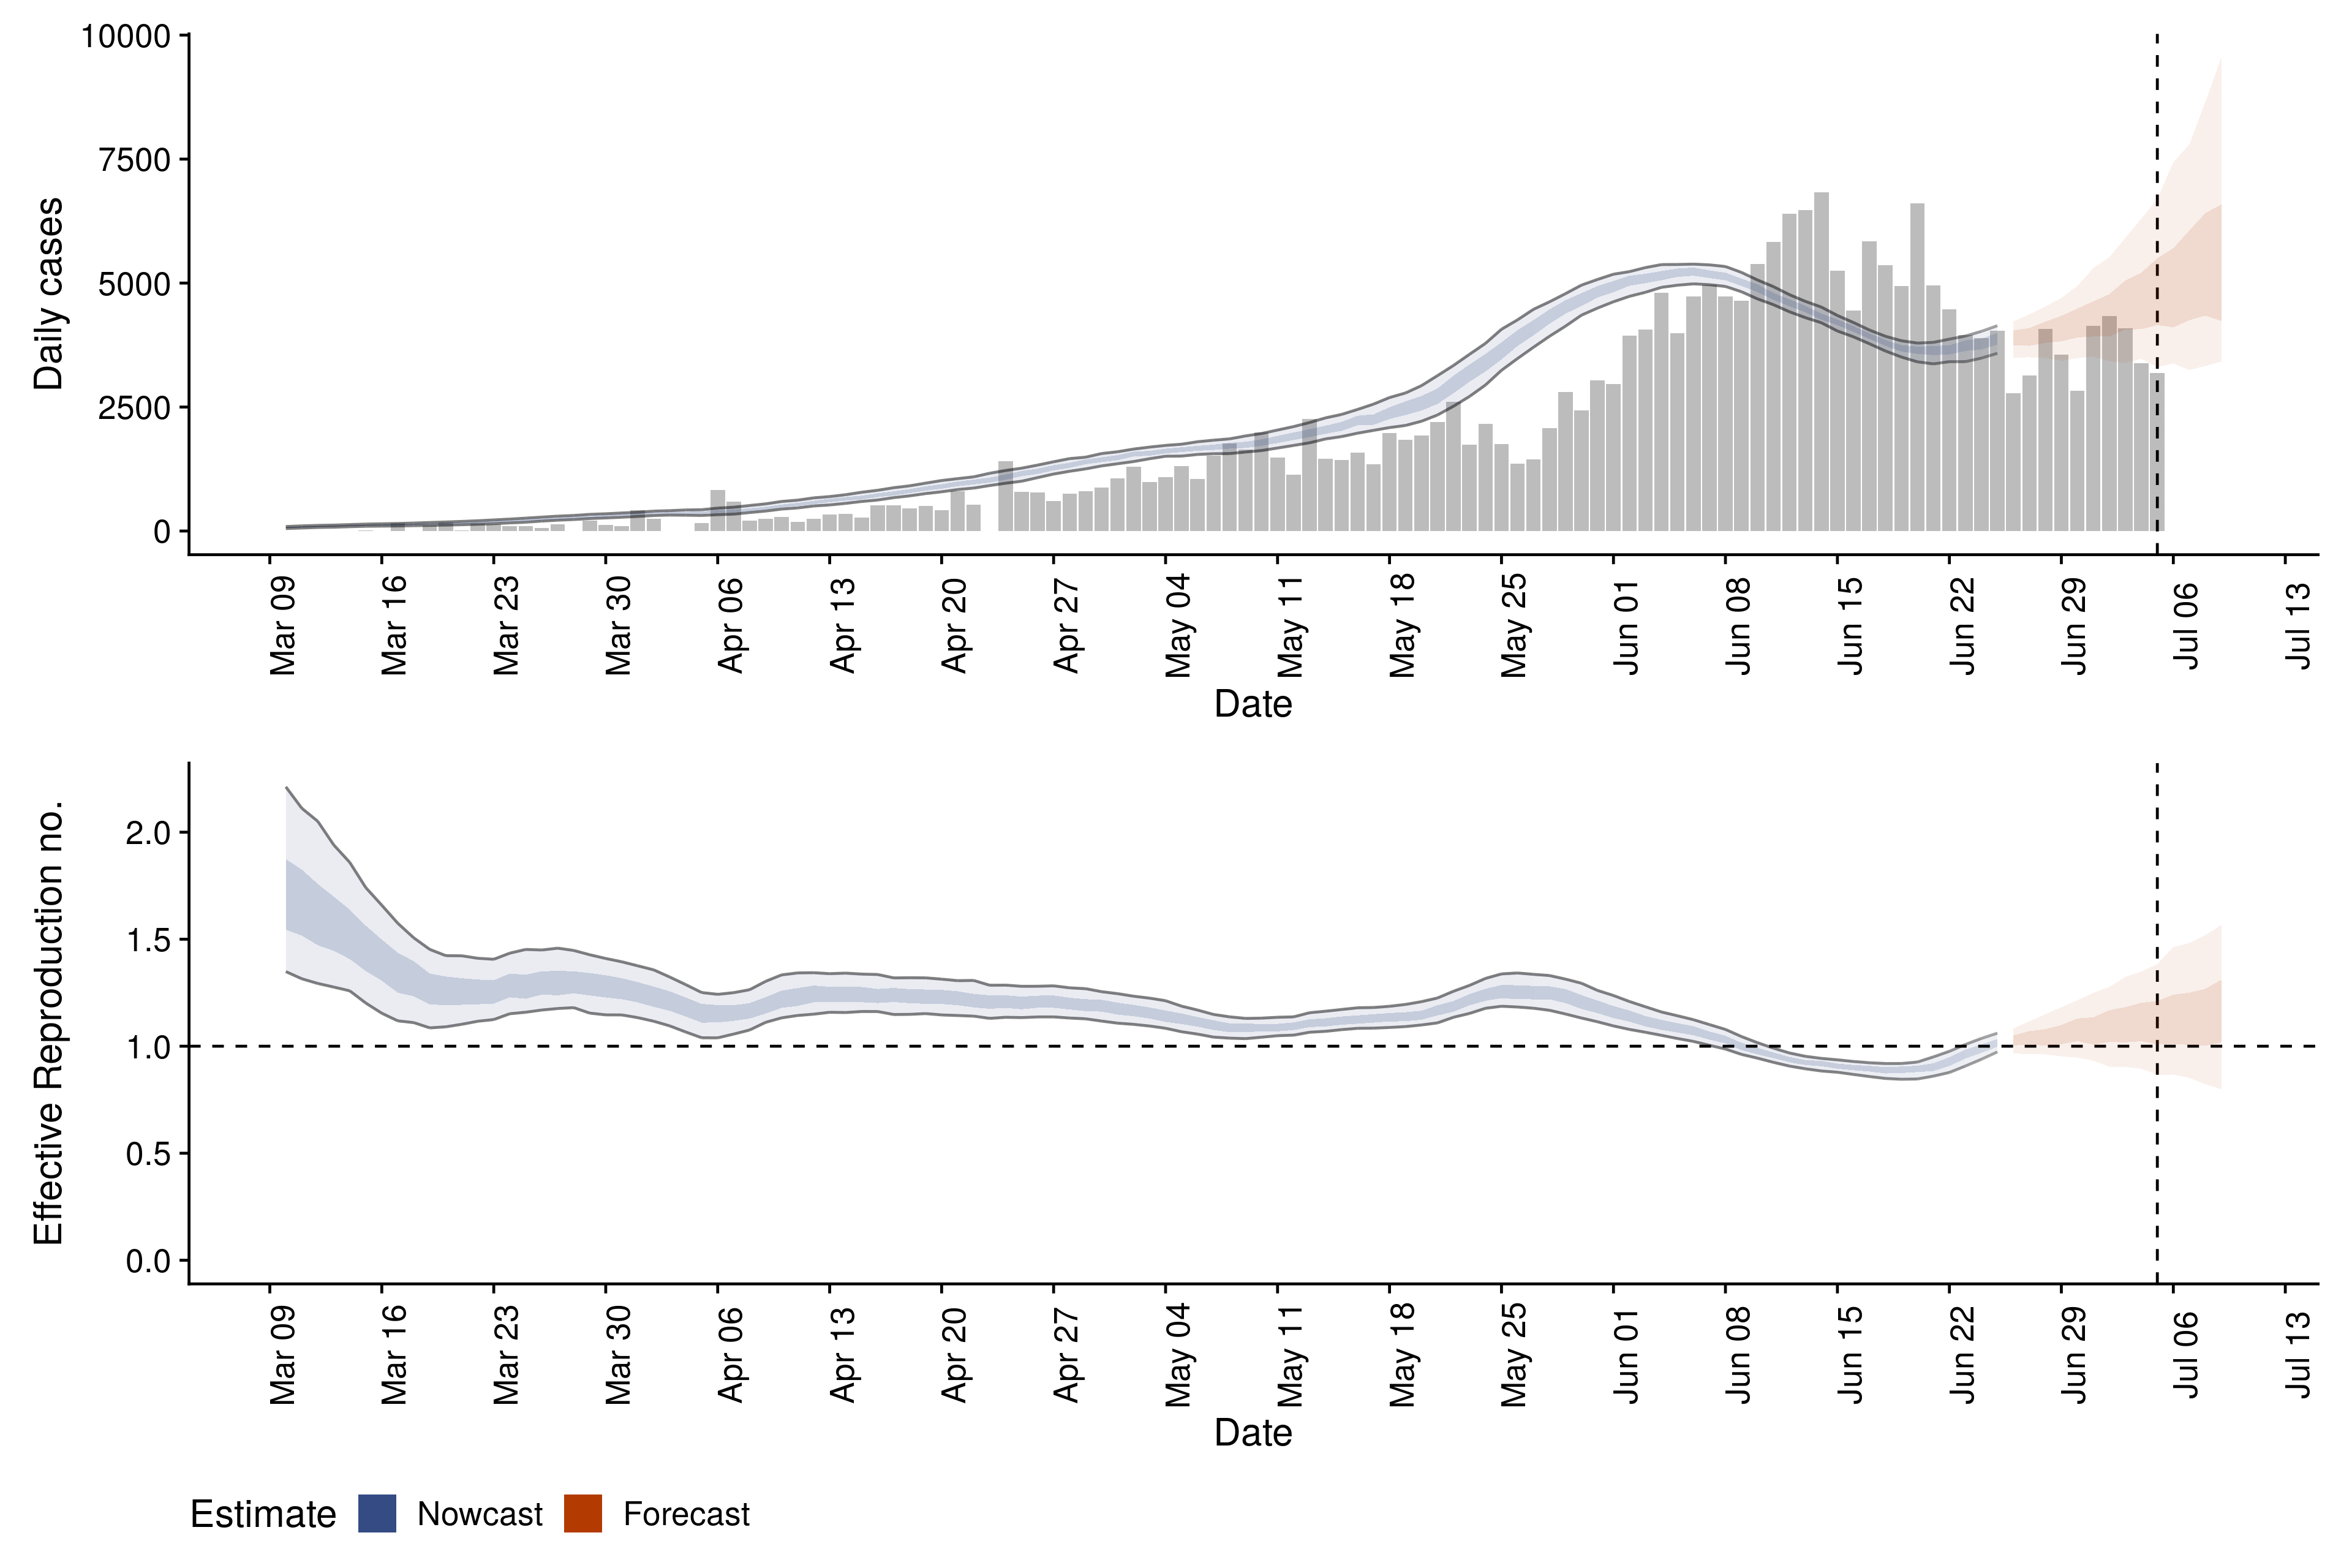 Daily cases
10000
7500
5000
2500
0
Mar 09 Mar 16 Mar 23 Mar 30 Apr 06 Apr 13 Apr 20 Apr 27 May 04 May 11 May 18 May 25 Jun 01 Jun 08 Jun 15 Jun 22 Jun 29 Jul 06 Jul 13
Date
Effective Reproduction no.
2.0
1.5
1.0
0.5
0.0
Mar 09 Mar 16 Mar 23 Mar 30 Apr 06 Apr 13 Apr 20 Apr 27 May 04 May 11 May 18 May 25 Jun 01 Jun 08 Jun 15 Jun 22 Jun 29 Jul 06 Jul 13
Date
Estimate Nowcast Forecast